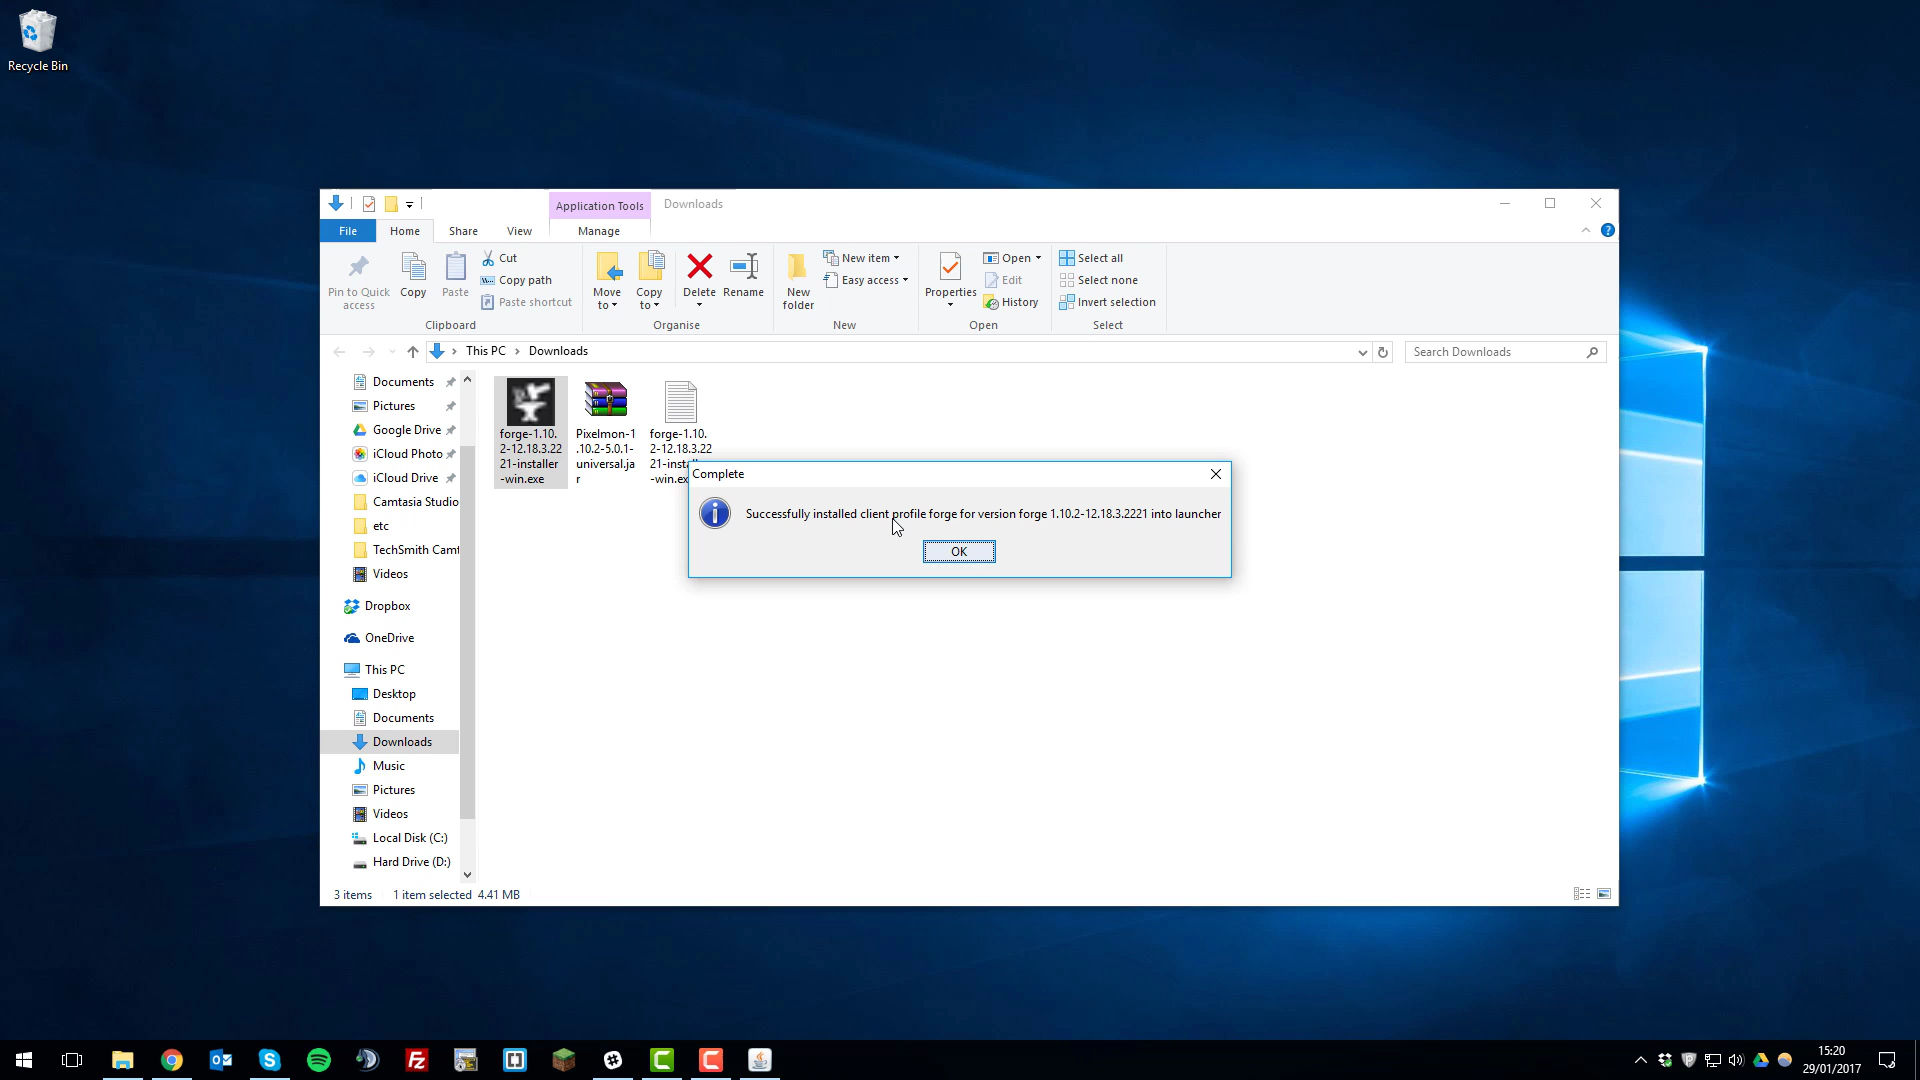 Recycle Bin
Application Tools
Downloads
File
Home
Share
View
Manage
Pin to Quick
access
Copy
Paste
Cut
Copy path
Paste shortcut
Clipboard
Move
to
Copy
to
Delete
Rename
Organise
New
folder
New item
Easy access
New
Properties
Open
Edit
History
Open
Select all
Select none
Invert selection
Select
This PC
Downloads
Search Downloads
Documents
Pictures
Google Drive
iCloud Photo
iCloud Drive
Camtasia Studio
etc
TechSmith Camt
Videos
Dropbox
OneDrive
This PC
Desktop
Documents
Downloads
Music
Pictures
Videos
Local Disk (C:)
Hard Drive (D:)
forge-1.10.
2-12.18.3.22
21-installer
-win.exe
Pixelmon-1
.10.2-5.0.1-
universal.ja
r
forge-1.10.
2-12.18.3.22
21-insta
-win.ex
Complete
Successfully installed client profile forge for version forge 1.10.2-12.18.3.2221 into launcher
OK
3 items
1 item selected 4.41 MB
15:20
29/01/2017